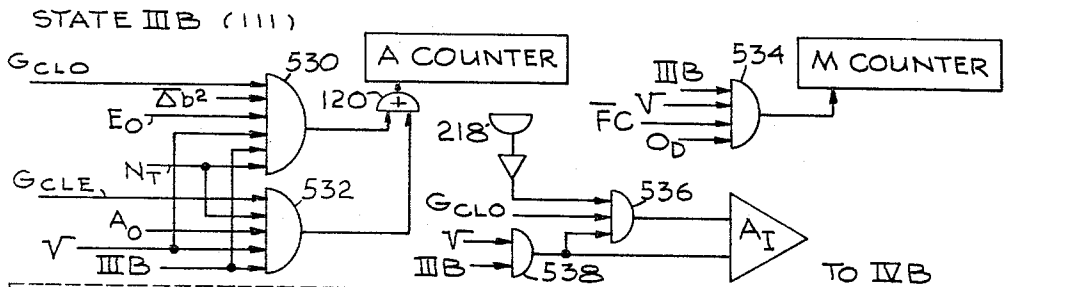 STATE IIIB (111)
GCLO
Δb²
EO'
NT'
GCLE,
AO
√
IIIB
530
532
120
+
A COUNTER
218
GCLO
√
IIIB
536
538
AI
TO IVB
IIIB
√
FC
OD
534
M COUNTER